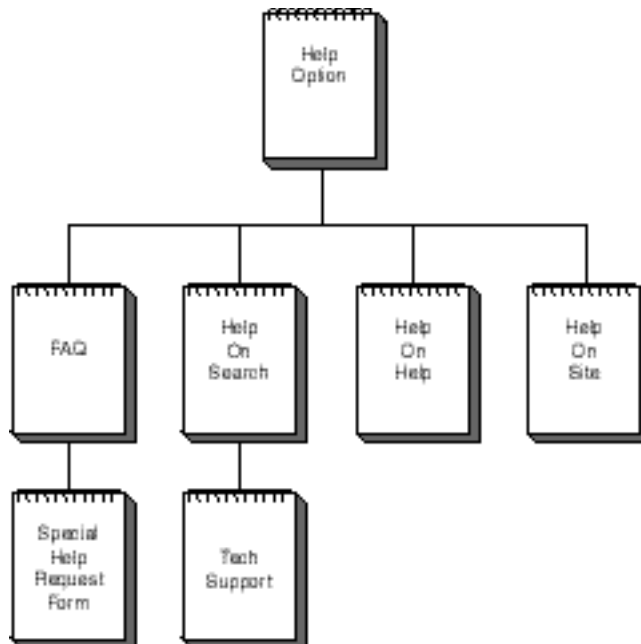 Help
Option
FAQ
Help
On
Search
Help
On
Help
Help
On
Site
Special
Help
Request
Form
Tech
Support